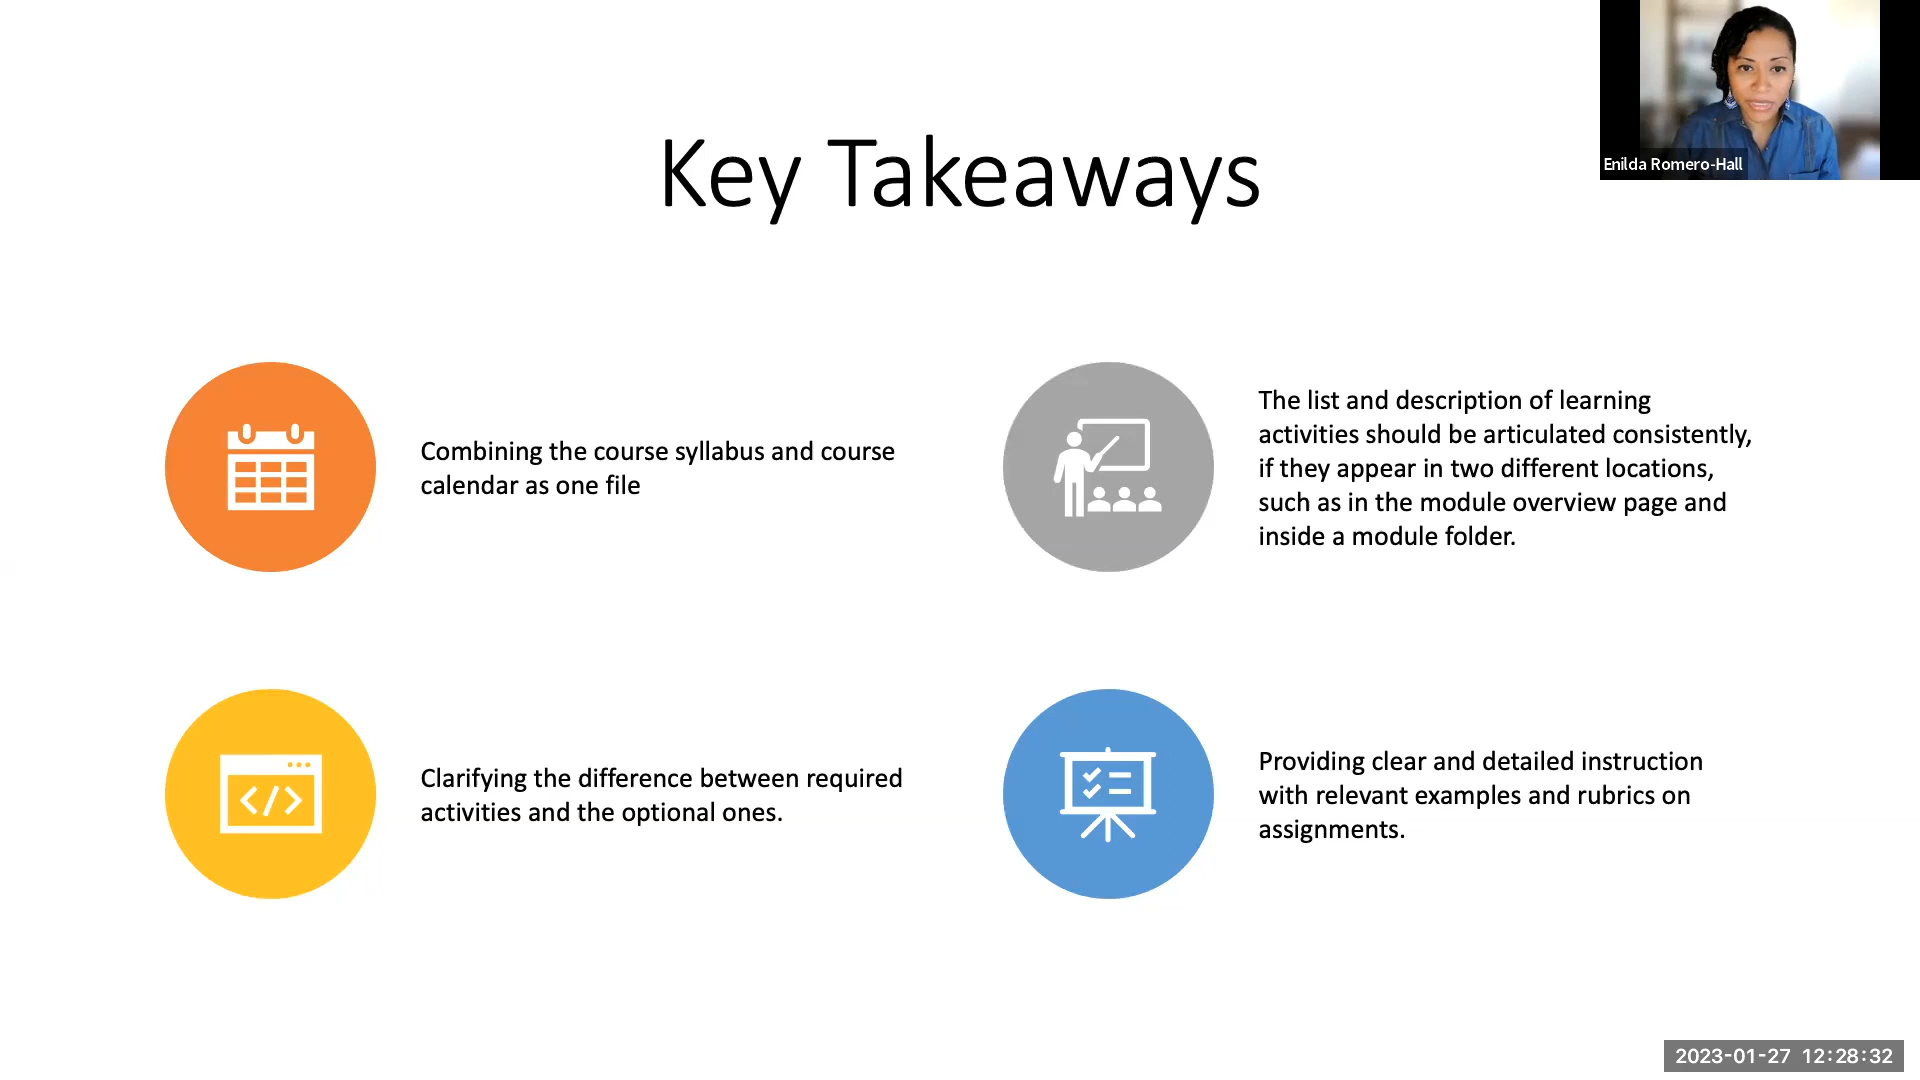 Enilda Romero-Hall
Key Takeaways
Combining the course syllabus and course
calendar as one file
The list and description of learning
activities should be articulated consistently,
if they appear in two different locations,
such as in the module overview page and
inside a module folder.
Clarifying the difference between required
activities and the optional ones.
Providing clear and detailed instruction
with relevant examples and rubrics on
assignments.
2023-01-27 12:28:32